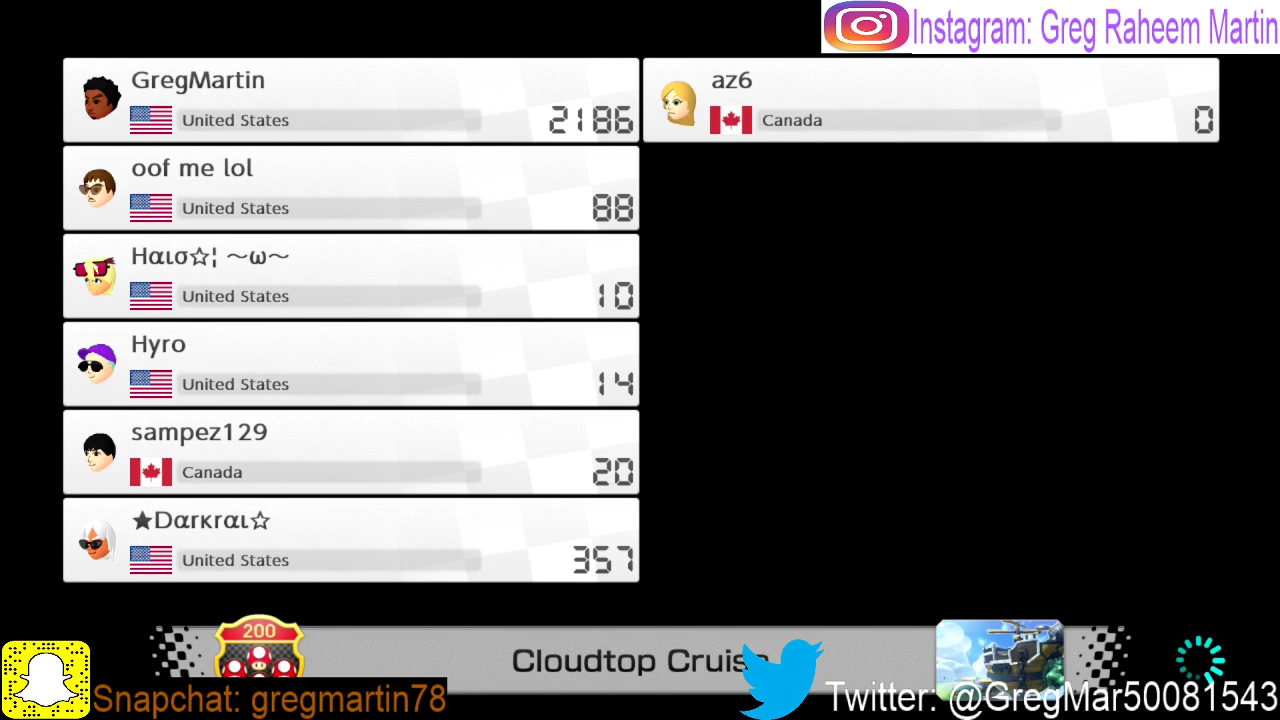 Instagram: Greg Raheem Martin
GregMartin
United States
2186
az6
Canada
0
oof me lol
United States
88
Hαισ☆¦ ～ω～
United States
10
Hyro
United States
14
sampez129
Canada
20
★Dαrκrαι☆
United States
357
200
Cloudtop Cruise
Snapchat: gregmartin78
Twitter: @GregMar50081543